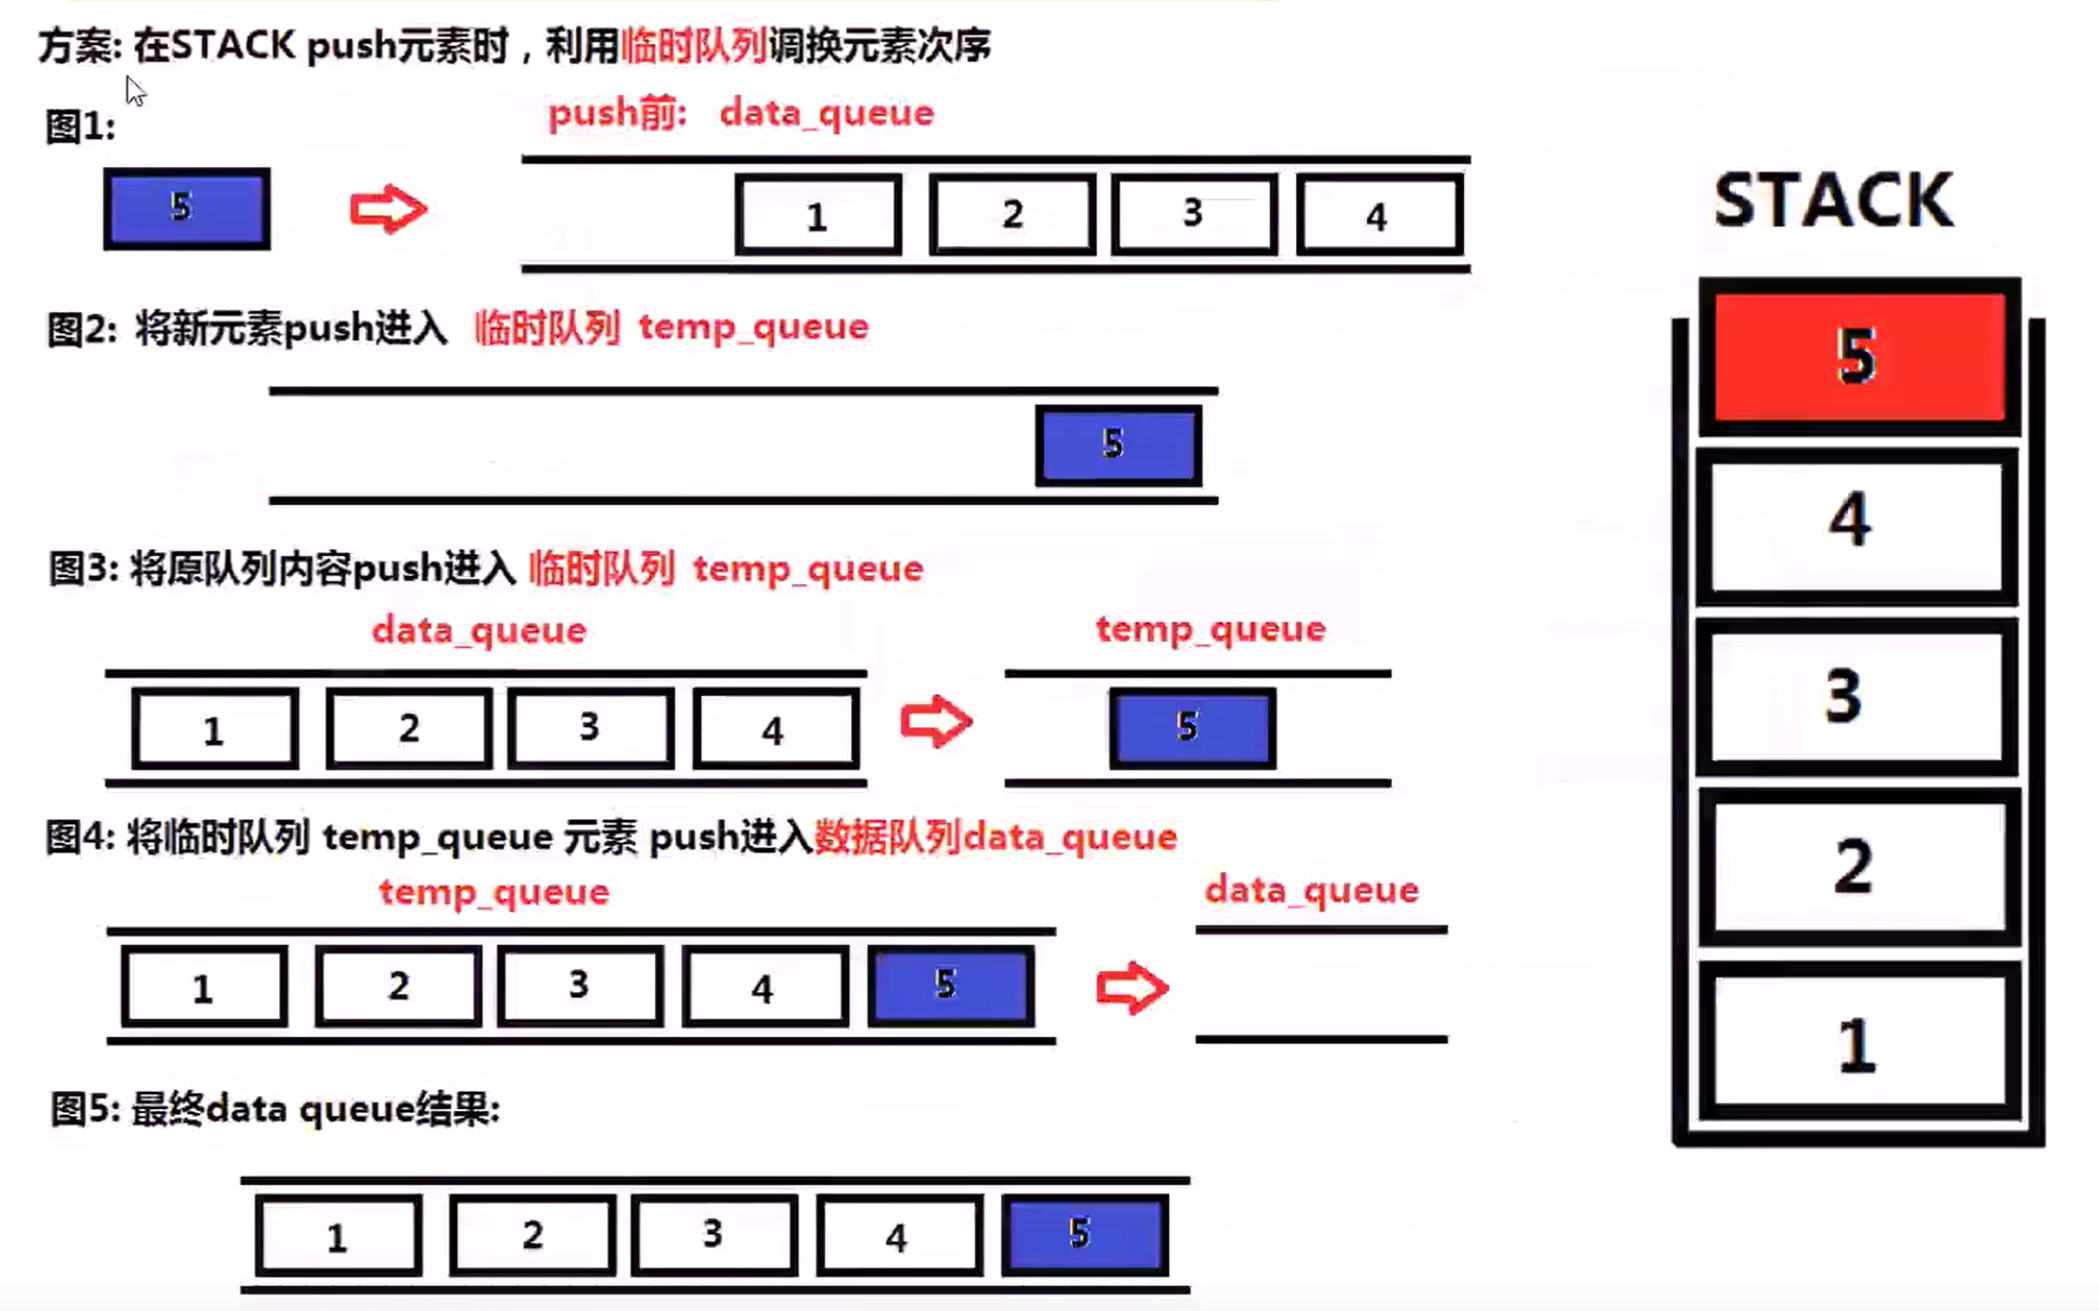 方案: 在STACK push元素时，利用临时队列调换元素次序
图1:
push前: data_queue
5
1 2 3 4
图2: 将新元素push进入 临时队列 temp_queue
5
图3: 将原队列内容push进入 临时队列 temp_queue
data_queue
temp_queue
1 2 3 4
5
图4: 将临时队列 temp_queue 元素 push进入数据队列data_queue
temp_queue
data_queue
1 2 3 4 5
图5: 最终data queue结果:
1 2 3 4 5
STACK
5
4
3
2
1